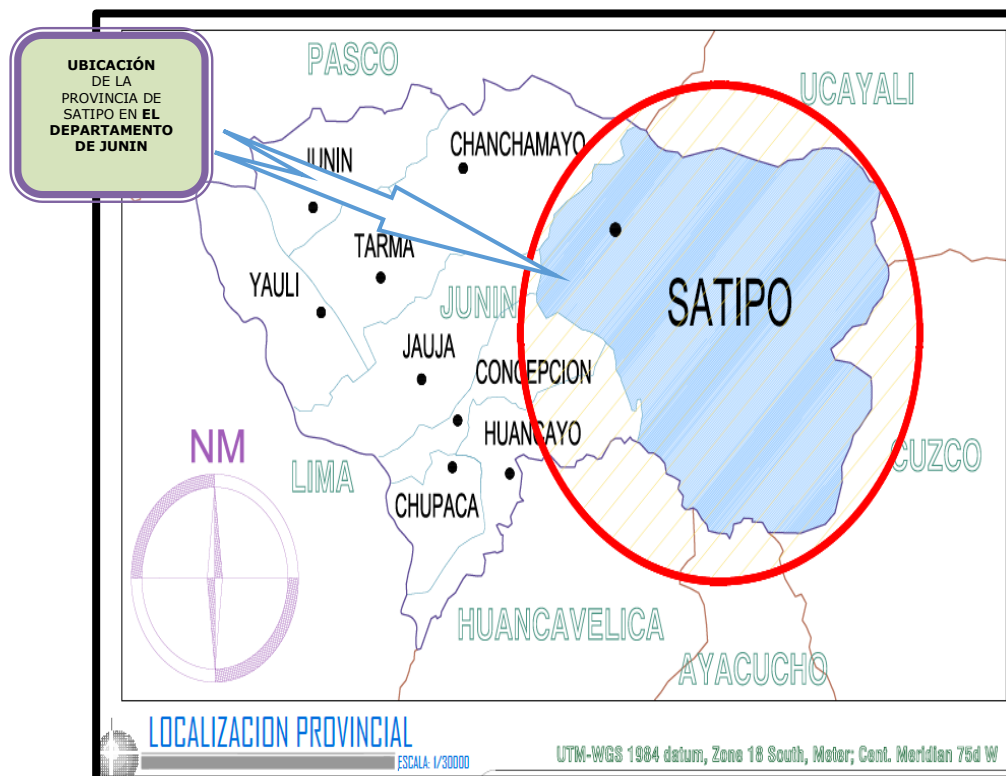 UBICACIÓN
DE LA
PROVINCIA DE
SATIPO EN EL
DEPARTAMENTO
DE JUNIN
PASCO
UCAYALI
JUNIN
CHANCHAMAYO
TARMA
YAULI
JUNIN
SATIPO
JAUJA
CONCEPCION
HUANCAYO
NM
LIMA
CUZCO
CHUPACA
HUANCAVELICA
AYACUCHO
LOCALIZACION PROVINCIAL
ESCALA: 1/30000
UTM-WGS 1984 datum, Zone 18 South, Meter; Cent. Meridian 75d W